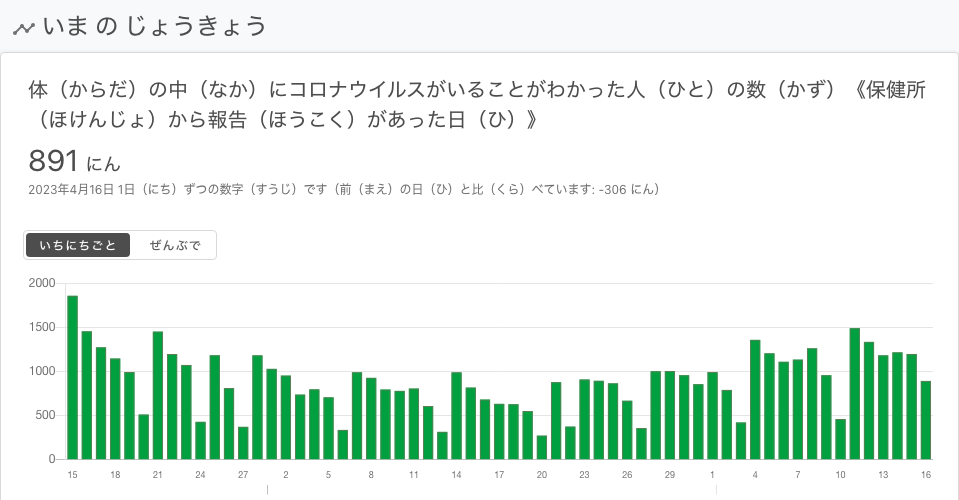 いま の じょうきょう
体（からだ）の中（なか）にコロナウイルスがいることがわかった人（ひと）の数（かず）《保健所
（ほけんじょ）から報告（ほうこく）があった日（ひ）》
891 にん
2023年4月16日 1日（にち）ずつの数字（すうじ）です（前（まえ）の日（ひ）と比（くら）べています: -306 にん）
いちにちごと ぜんぶで
2000
1500
1000
500
0
15 18 21 24 27 2 5 8 11 14 17 20 23 26 29 1 4 7 10 13 16